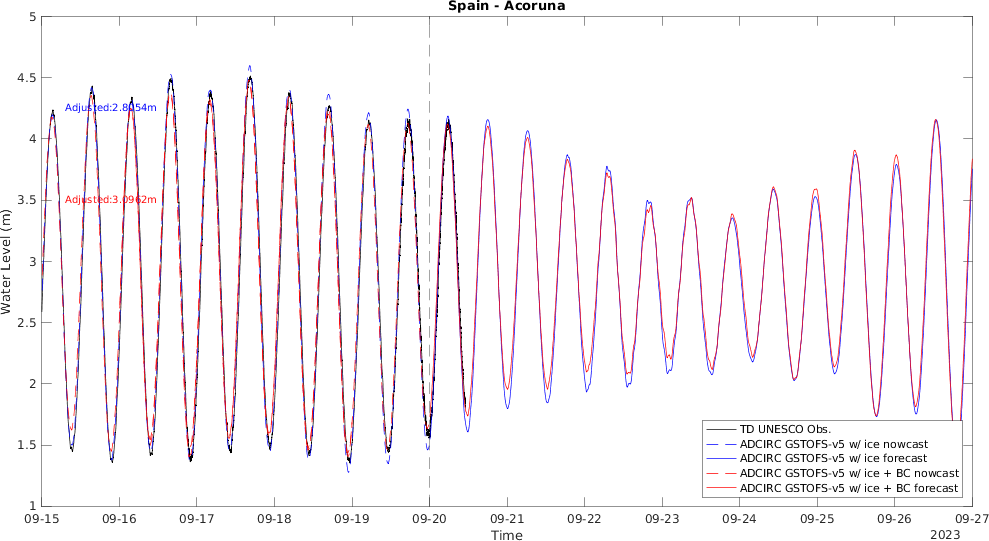 Spain - Acoruna
5
4.5
4
3.5
3
2.5
2
1.5
1
Water Level (m)
Adjusted:2.8154m
Adjusted:3.0962m
TD UNESCO Obs.
ADCIRC GSTOFS-v5 w/ ice nowcast
ADCIRC GSTOFS-v5 w/ ice forecast
ADCIRC GSTOFS-v5 w/ ice + BC nowcast
ADCIRC GSTOFS-v5 w/ ice + BC forecast
09-15 09-16 09-17 09-18 09-19 09-20 09-21 09-22 09-23 09-24 09-25 09-26 09-27
Time
2023